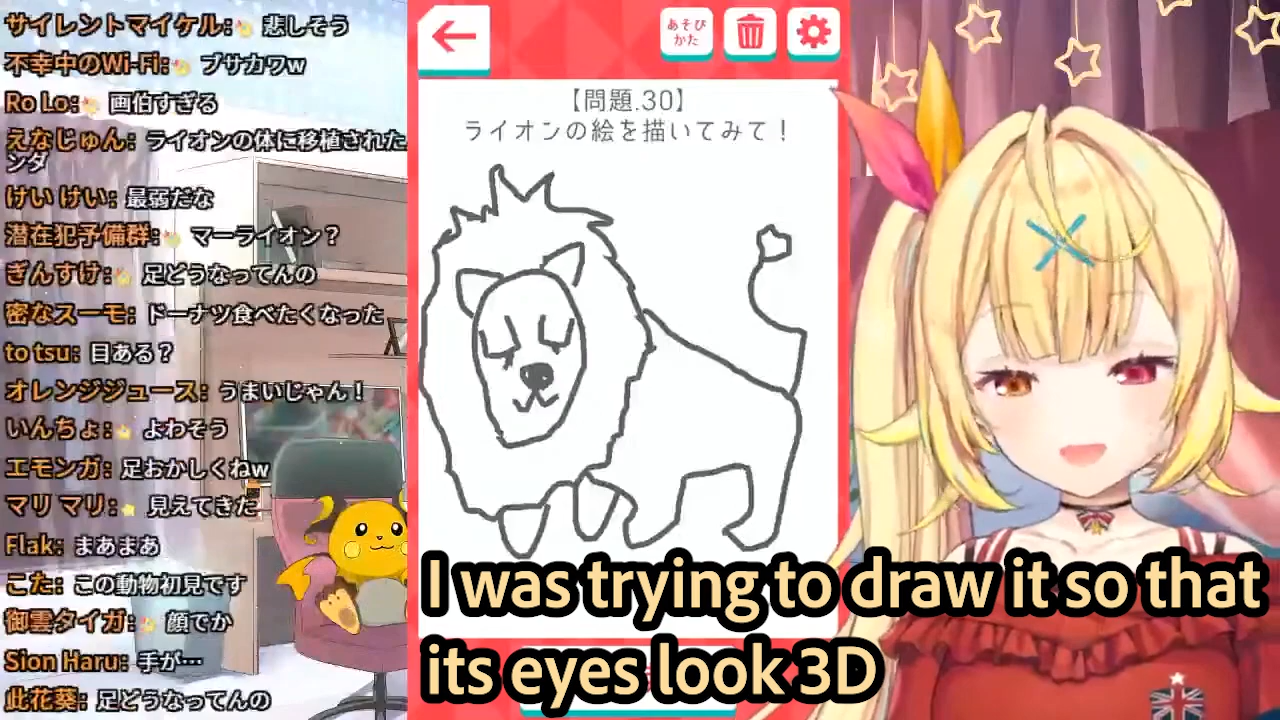 サイレントマイケル: 悲しそう
不幸中のWi-Fi: ブサカワw
Ro Lo: 画伯すぎる
えなじゅん: ライオンの体に移植された
ンダ
けい けい: 最弱だな
潜在犯予備群: マーライオン?
ぎんすけ: 足どうなってんの
密なスーモ: ドーナツ食べたくなった
to tsu: 目ある?
オレンジジュース: うまいじゃん!
いんちょ: よわそう
エモンガ: 足おかしくねw
マリ マリ: 見えてきた
Flak: まあまあ
こた: この動物初見です
御雲タイガ: 顔でか
Sion Haru: 手が…
此花葵: 足どうなってんの
あそび
かた
【問題.30】
ライオンの絵を描いてみて!
I was trying to draw it so that
its eyes look 3D